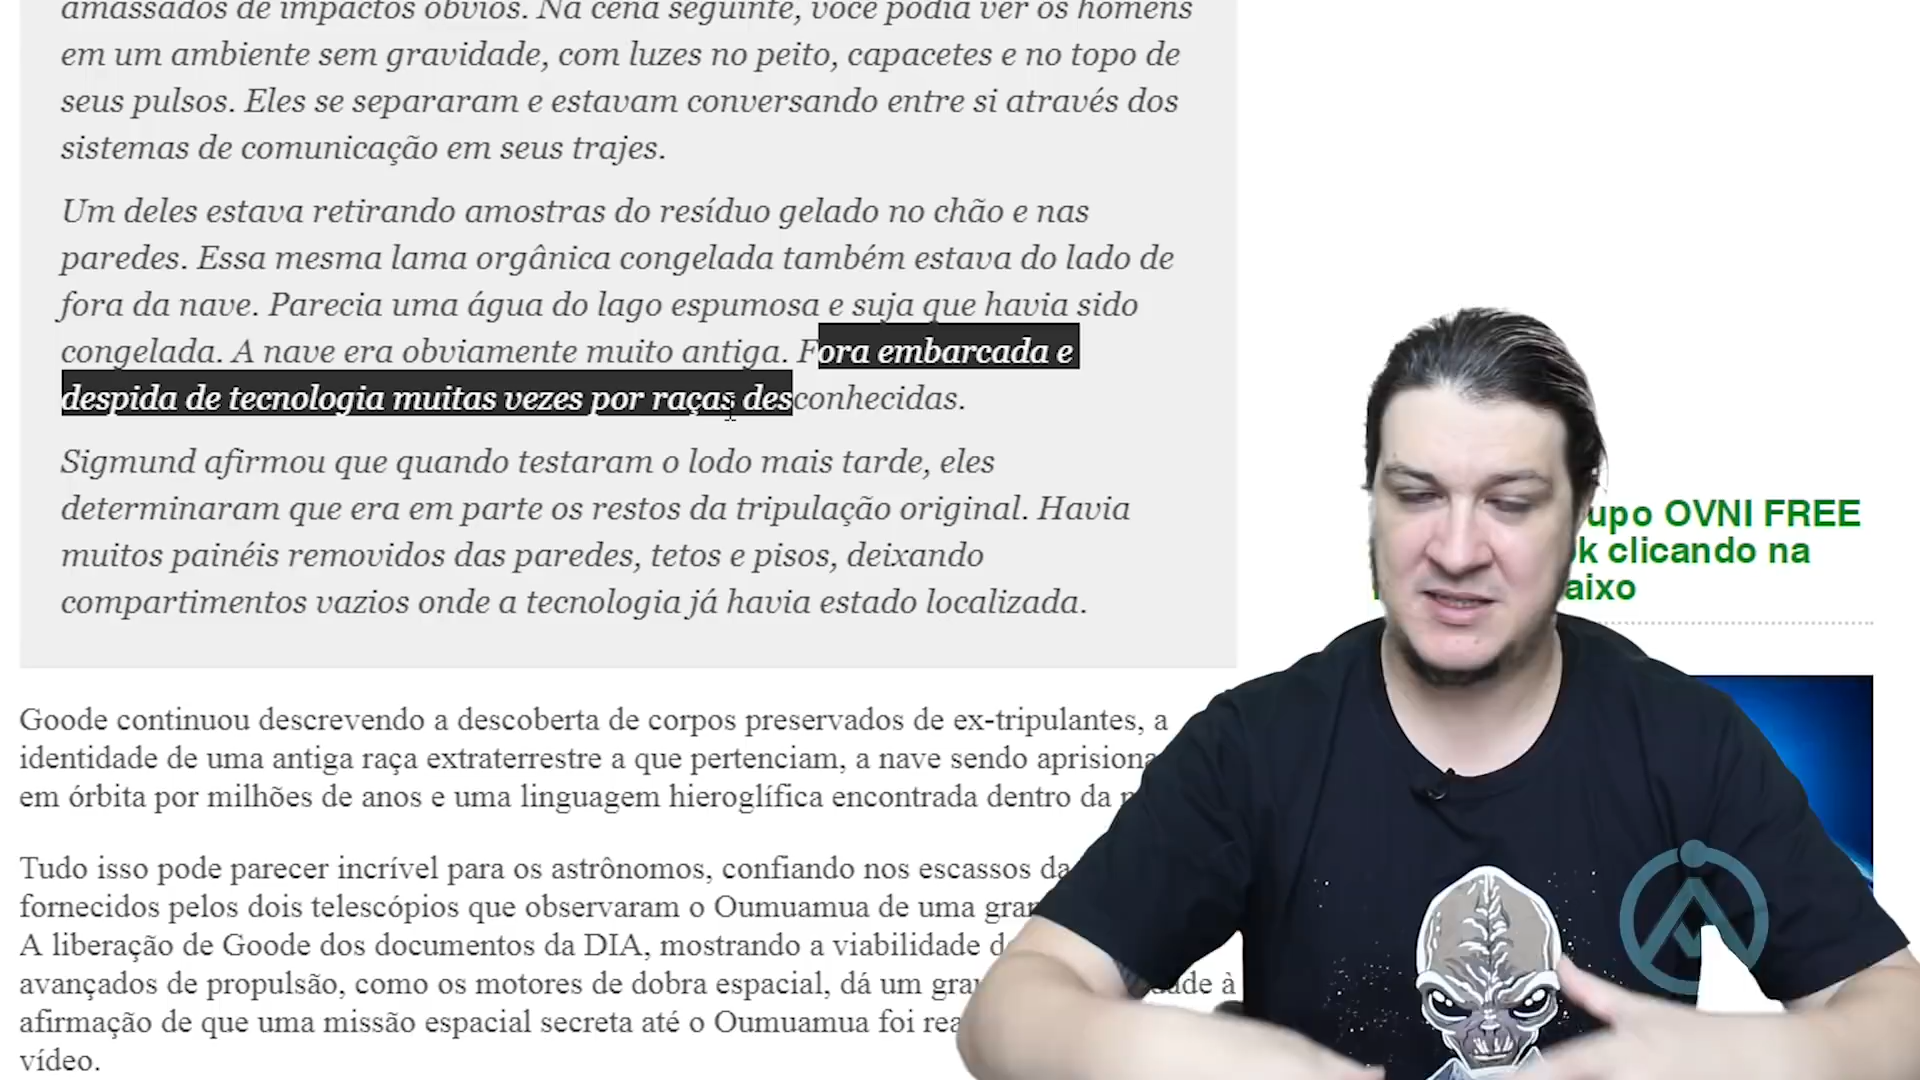 amassados de impactos óbvios. Na cena seguinte, você podia ver os homens
em um ambiente sem gravidade, com luzes no peito, capacetes e no topo de
seus pulsos. Eles se separaram e estavam conversando entre si através dos
sistemas de comunicação em seus trajes.
Um deles estava retirando amostras do resíduo gelado no chão e nas
paredes. Essa mesma lama orgânica congelada também estava do lado de
fora da nave. Parecia uma água do lago espumosa e suja que havia sido
congelada. A nave era obviamente muito antiga. Fora embarcada e
despida de tecnologia muitas vezes por raças desconhecidas.
Sigmund afirmou que quando testaram o lodo mais tarde, eles
determinaram que era em parte os restos da tripulação original. Havia
muitos painéis removidos das paredes, tetos e pisos, deixando
compartimentos vazios onde a tecnologia já havia estado localizada.
upo OVNI FREE
k clicando na
aixo
Goode continuou descrevendo a descoberta de corpos preservados de ex-tripulantes, a
identidade de uma antiga raça extraterrestre a que pertenciam, a nave sendo aprisiona
em órbita por milhões de anos e uma linguagem hieroglífica encontrada dentro da
Tudo isso pode parecer incrível para os astrônomos, confiando nos escassos da
fornecidos pelos dois telescópios que observaram o Oumuamua de uma gran
A liberação de Goode dos documentos da DIA, mostrando a viabilidade d
avançados de propulsão, como os motores de dobra espacial, dá um gra ade à
afirmação de que uma missão espacial secreta até o Oumuamua foi rea
vídeo.